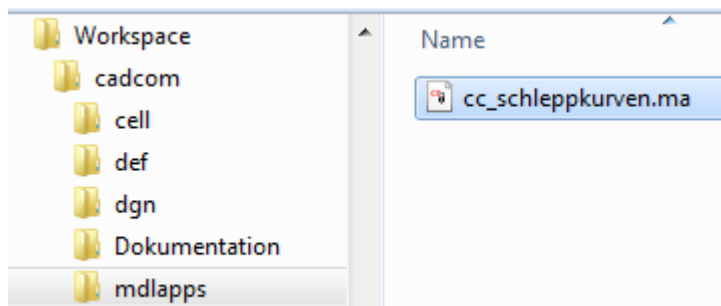 Workspace
cadcom
cell
def
dgn
Dokumentation
mdlapps
Name
cc_schleppkurven.ma